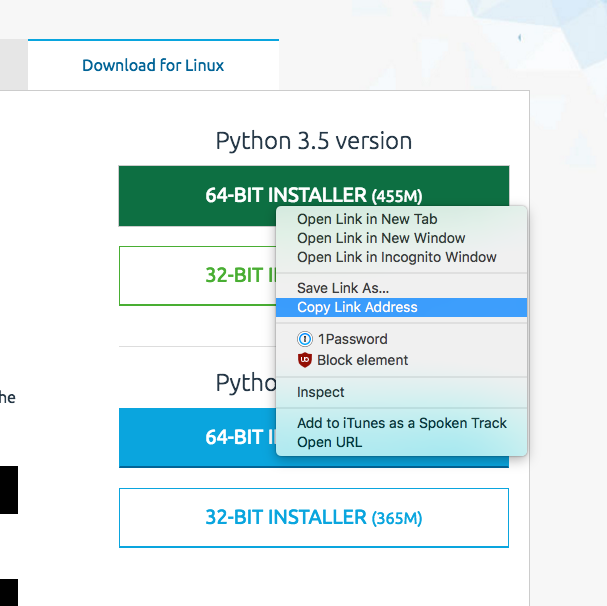 Download for Linux
Python 3.5 version
64-BIT INSTALLER (455M)
Open Link in New Tab
Open Link in New Window
Open Link in Incognito Window
32-BIT
Save Link As...
Copy Link Address
1Password
Block element
Inspect
he
64-BIT
Add to iTunes as a Spoken Track
Open URL
32-BIT INSTALLER (365M)